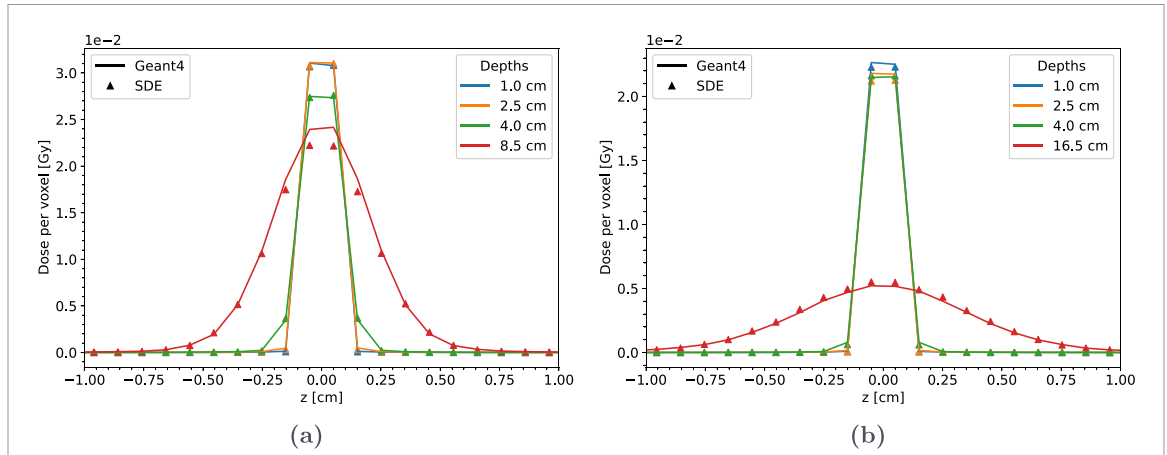 1e−2
Geant4
SDE
Depths
1.0 cm
2.5 cm
4.0 cm
8.5 cm
3.0
2.5
2.0
1.5
1.0
0.5
0.0
Dose per voxel [Gy]
−1.00 −0.75 −0.50 −0.25 0.00 0.25 0.50 0.75 1.00
z [cm]
(a)
1e−2
Geant4
SDE
Depths
1.0 cm
2.5 cm
4.0 cm
16.5 cm
2.0
1.5
1.0
0.5
0.0
Dose per voxel [Gy]
−1.00 −0.75 −0.50 −0.25 0.00 0.25 0.50 0.75 1.00
z [cm]
(b)